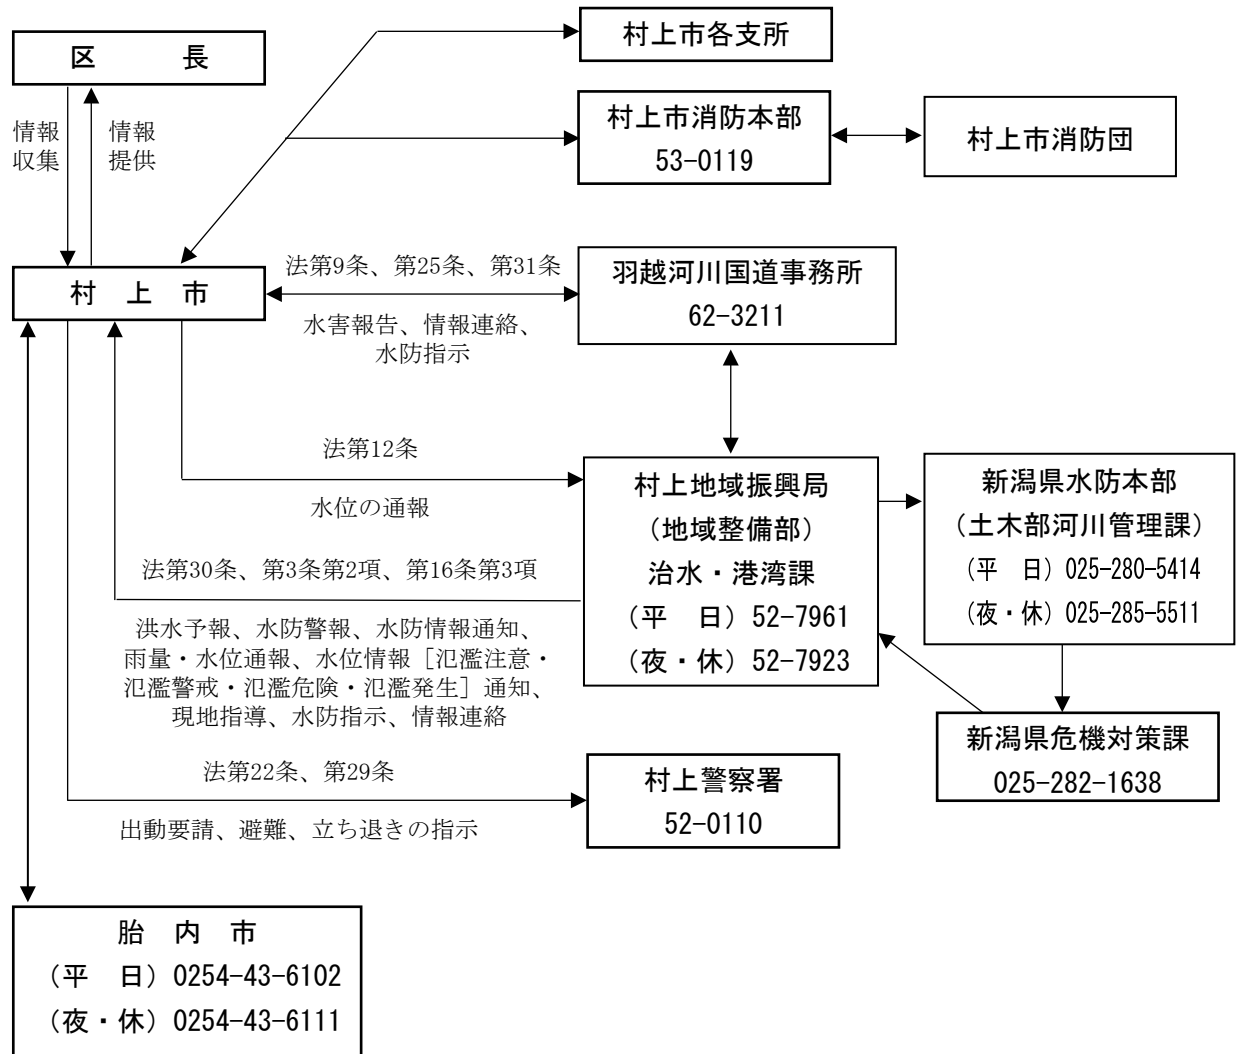 区　　長
情報
収集
情報
提供
村上市各支所
村上市消防本部
53-0119
村上市消防団
村　上　市
法第9条、第25条、第31条
水害報告、情報連絡、
水防指示
羽越河川国道事務所
62-3211
法第12条
水位の通報
村上地域振興局
（地域整備部）
治水・港湾課
（平　日）52-7961
（夜・休）52-7923
新潟県水防本部
（土木部河川管理課）
（平　日）025-280-5414
（夜・休）025-285-5511
法第30条、第3条第2項、第16条第3項
洪水予報、水防警報、水防情報通知、
雨量・水位通報、水位情報［氾濫注意・
氾濫警戒・氾濫危険・氾濫発生］通知、
現地指導、水防指示、情報連絡
新潟県危機対策課
025-282-1638
法第22条、第29条
出動要請、避難、立ち退きの指示
村上警察署
52-0110
胎　内　市
（平　日）0254-43-6102
（夜・休）0254-43-6111